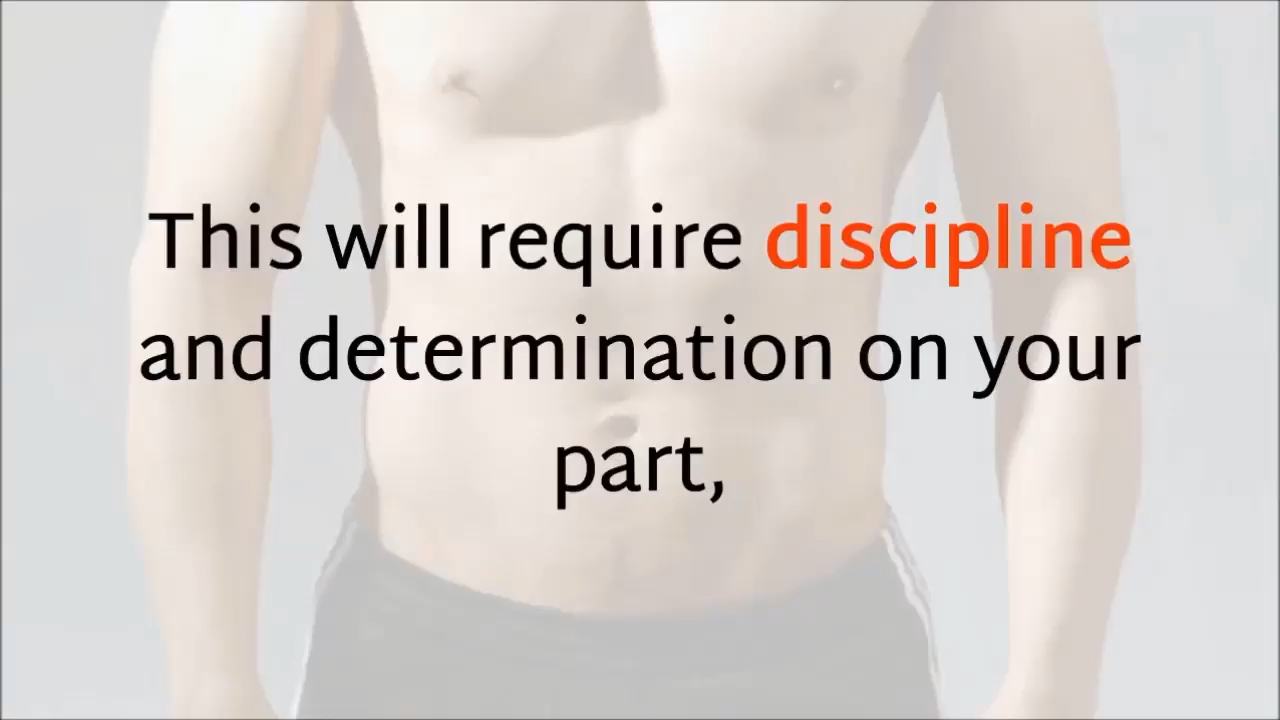 This will require discipline
and determination on your
part,